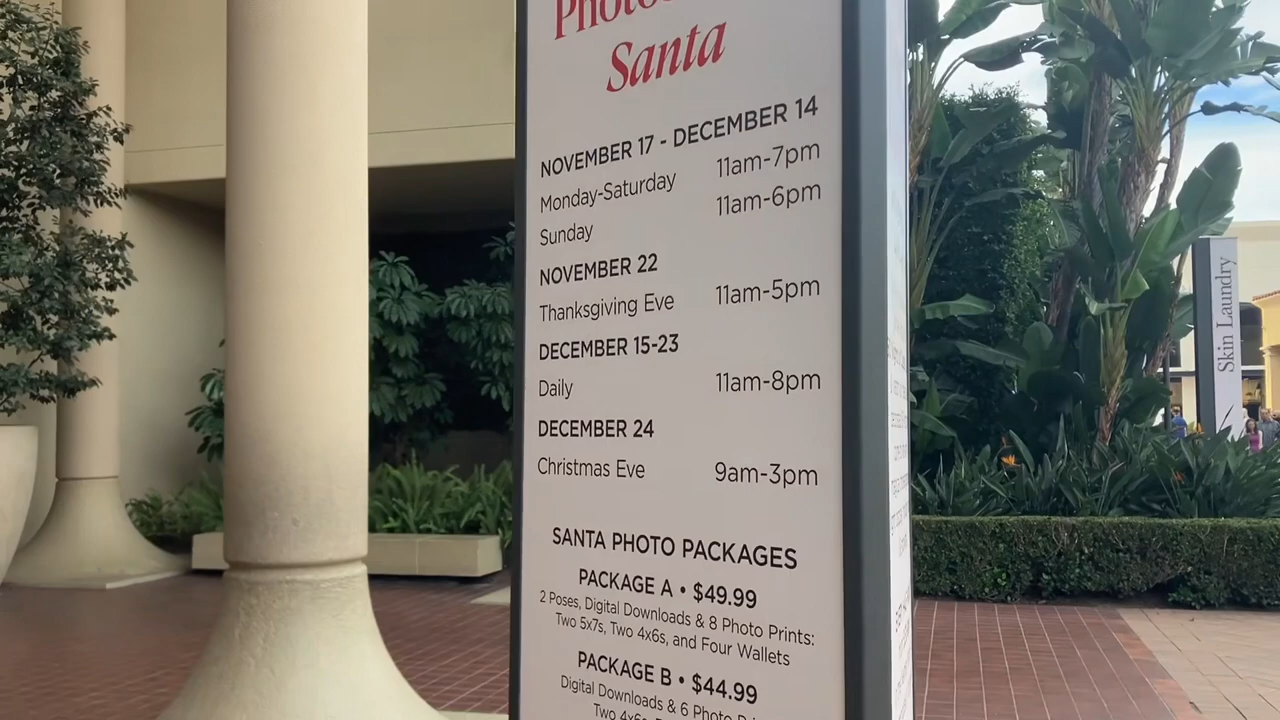 Photos
Santa
NOVEMBER 17 - DECEMBER 14
Monday-Saturday 11am-7pm
Sunday 11am-6pm
NOVEMBER 22
Thanksgiving Eve 11am-5pm
DECEMBER 15-23
Daily 11am-8pm
DECEMBER 24
Christmas Eve 9am-3pm
SANTA PHOTO PACKAGES
PACKAGE A • $49.99
2 Poses, Digital Downloads & 8 Photo Prints:
Two 5x7s, Two 4x6s, and Four Wallets
PACKAGE B • $44.99
Digital Downloads & 6 Photo
Two 4x6s,
Skin Laundry